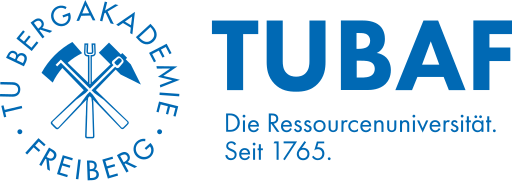 TU BERGAKADEMIE
· FREIBERG ·
TUBAF
Die Ressourcenuniversität.
Seit 1765.